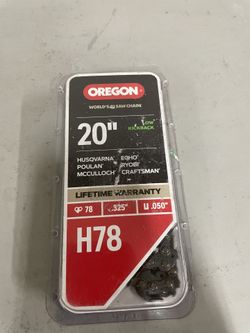 OREGON
WORLD'S #1 SAW CHAIN
20"
LOW
KICKBACK
HUSQVARNA ECHO
POULAN RYOBI
MCCULLOCH CRAFTSMAN
LIFETIME WARRANTY
78 .325" .050"
H78